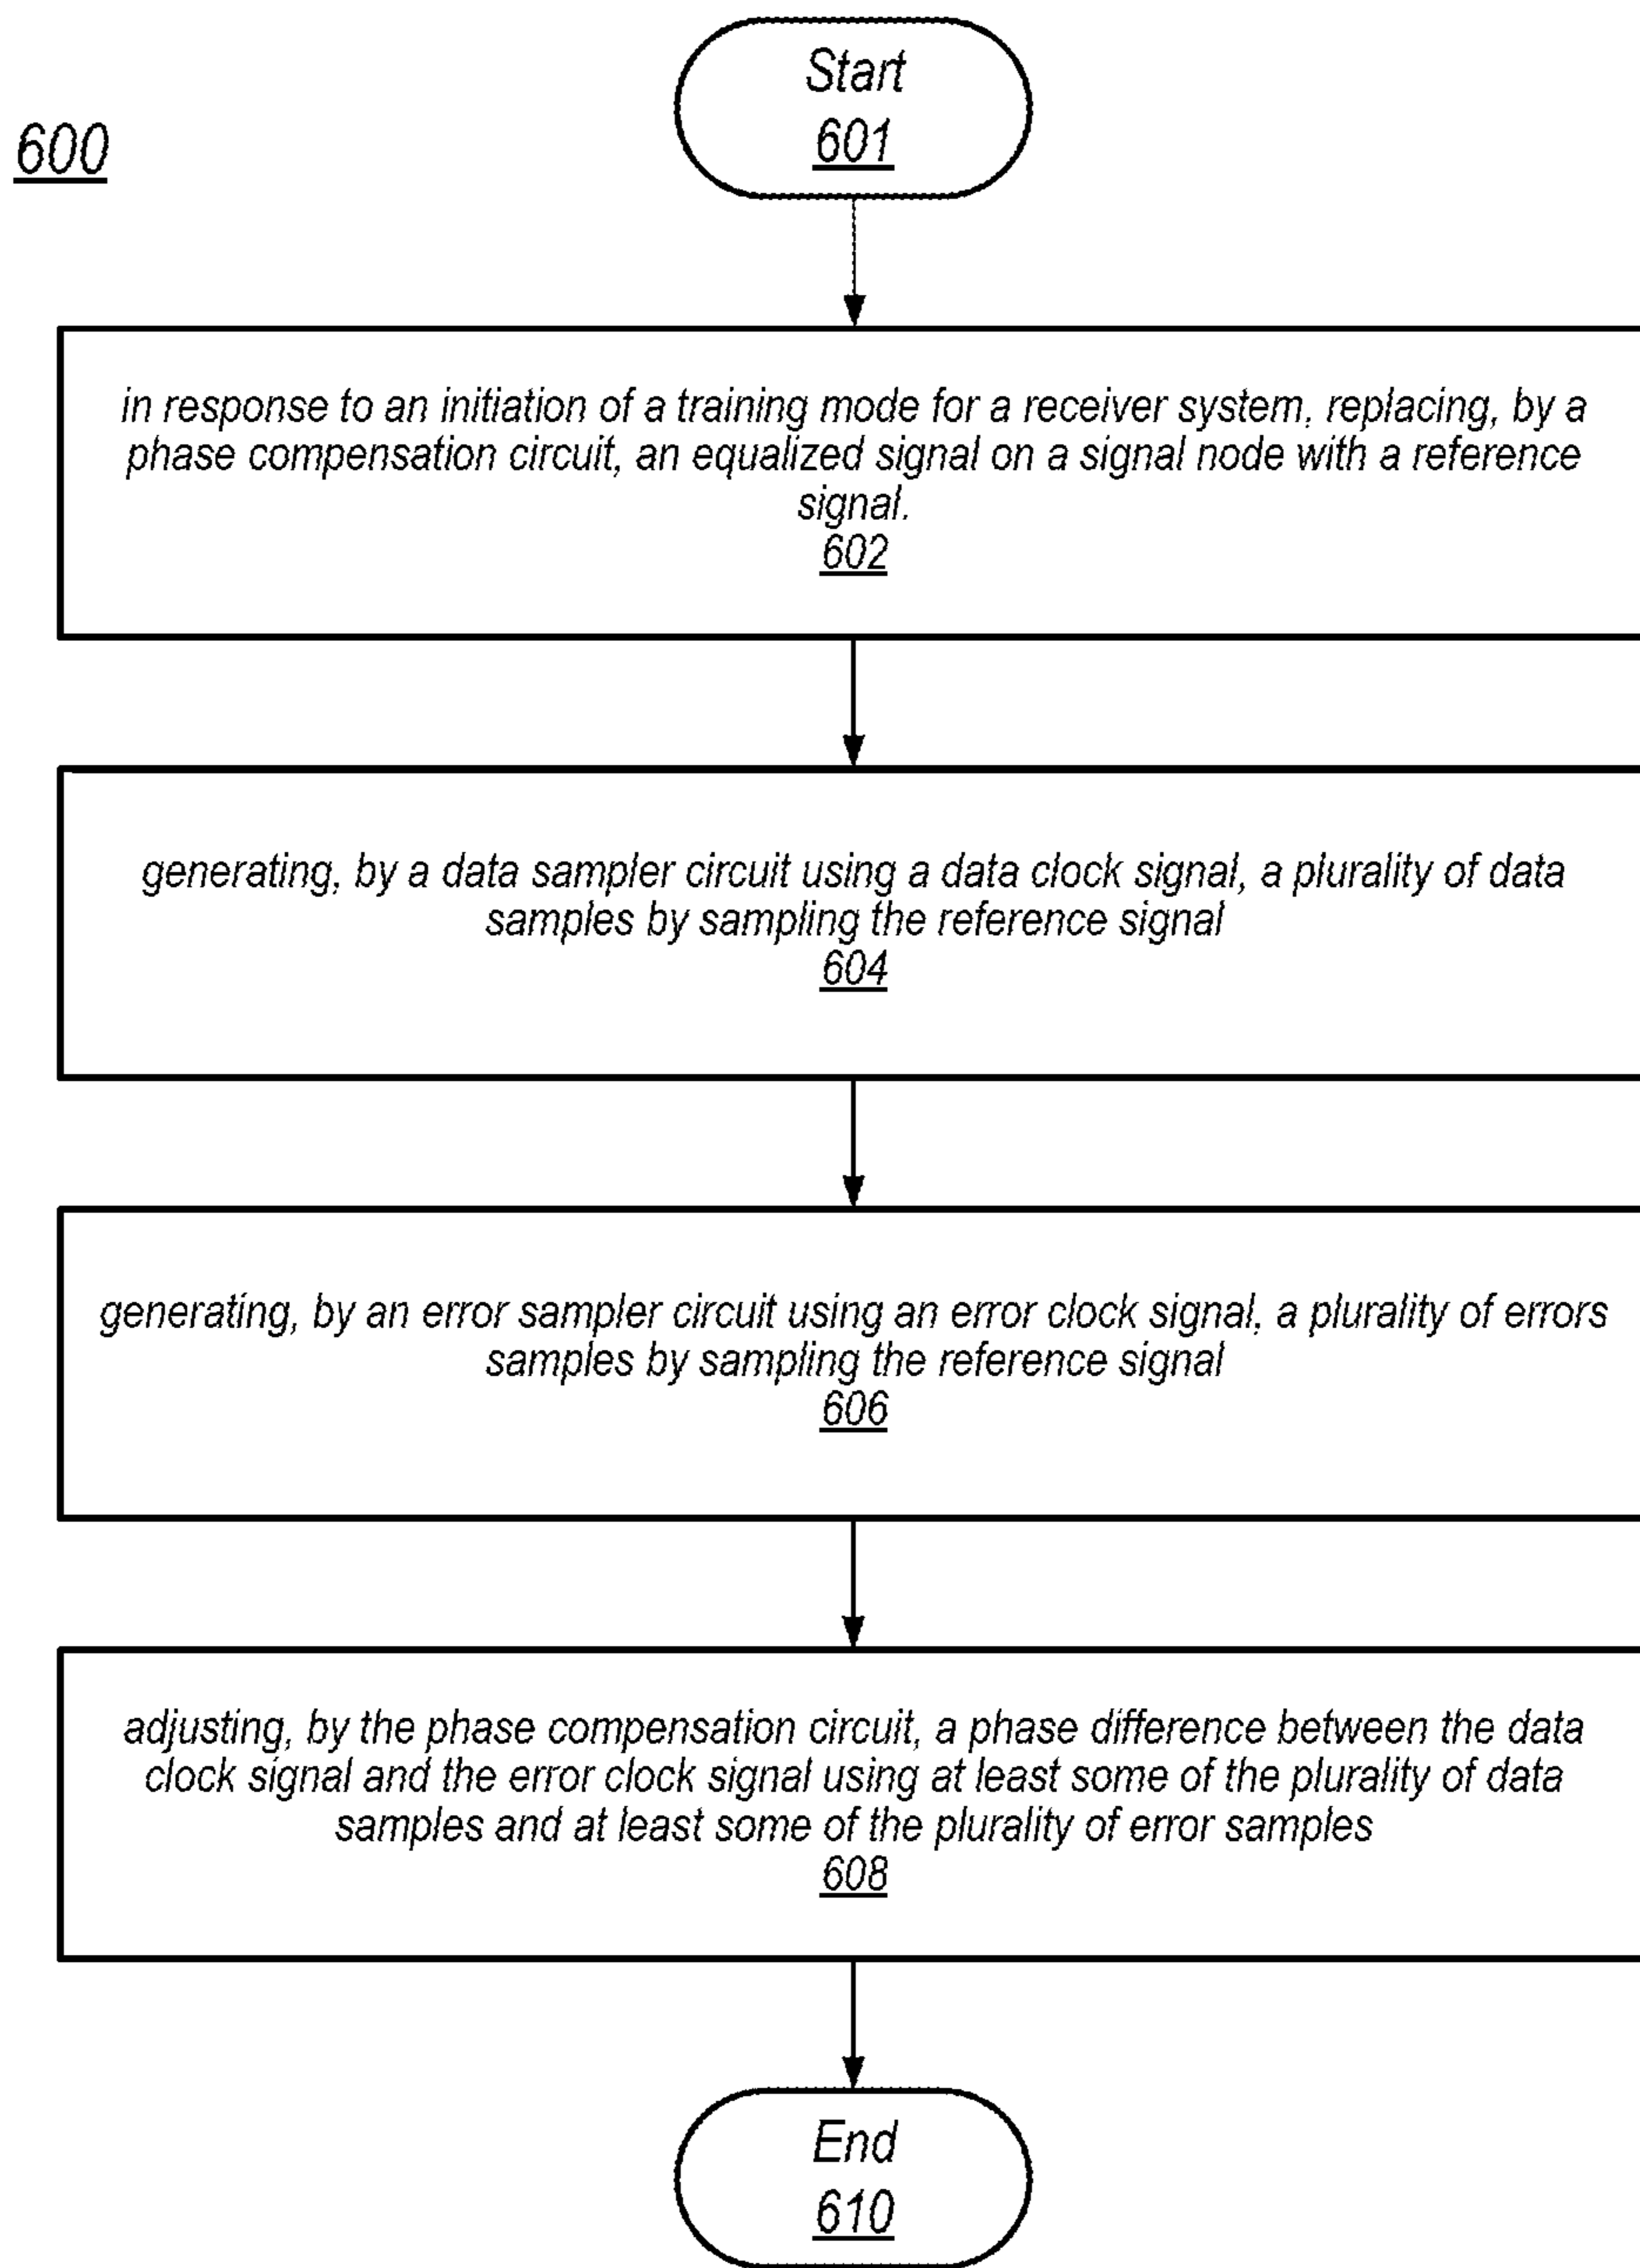 Start
601
600
in response to an initiation of a training mode for a receiver system, replacing, by a
phase compensation circuit, an equalized signal on a signal node with a reference
signal.
602
generating, by a data sampler circuit using a data clock signal, a plurality of data
samples by sampling the reference signal
604
generating, by an error sampler circuit using an error clock signal, a plurality of errors
samples by sampling the reference signal
606
adjusting, by the phase compensation circuit, a phase difference between the data
clock signal and the error clock signal using at least some of the plurality of data
samples and at least some of the plurality of error samples
608
End
610